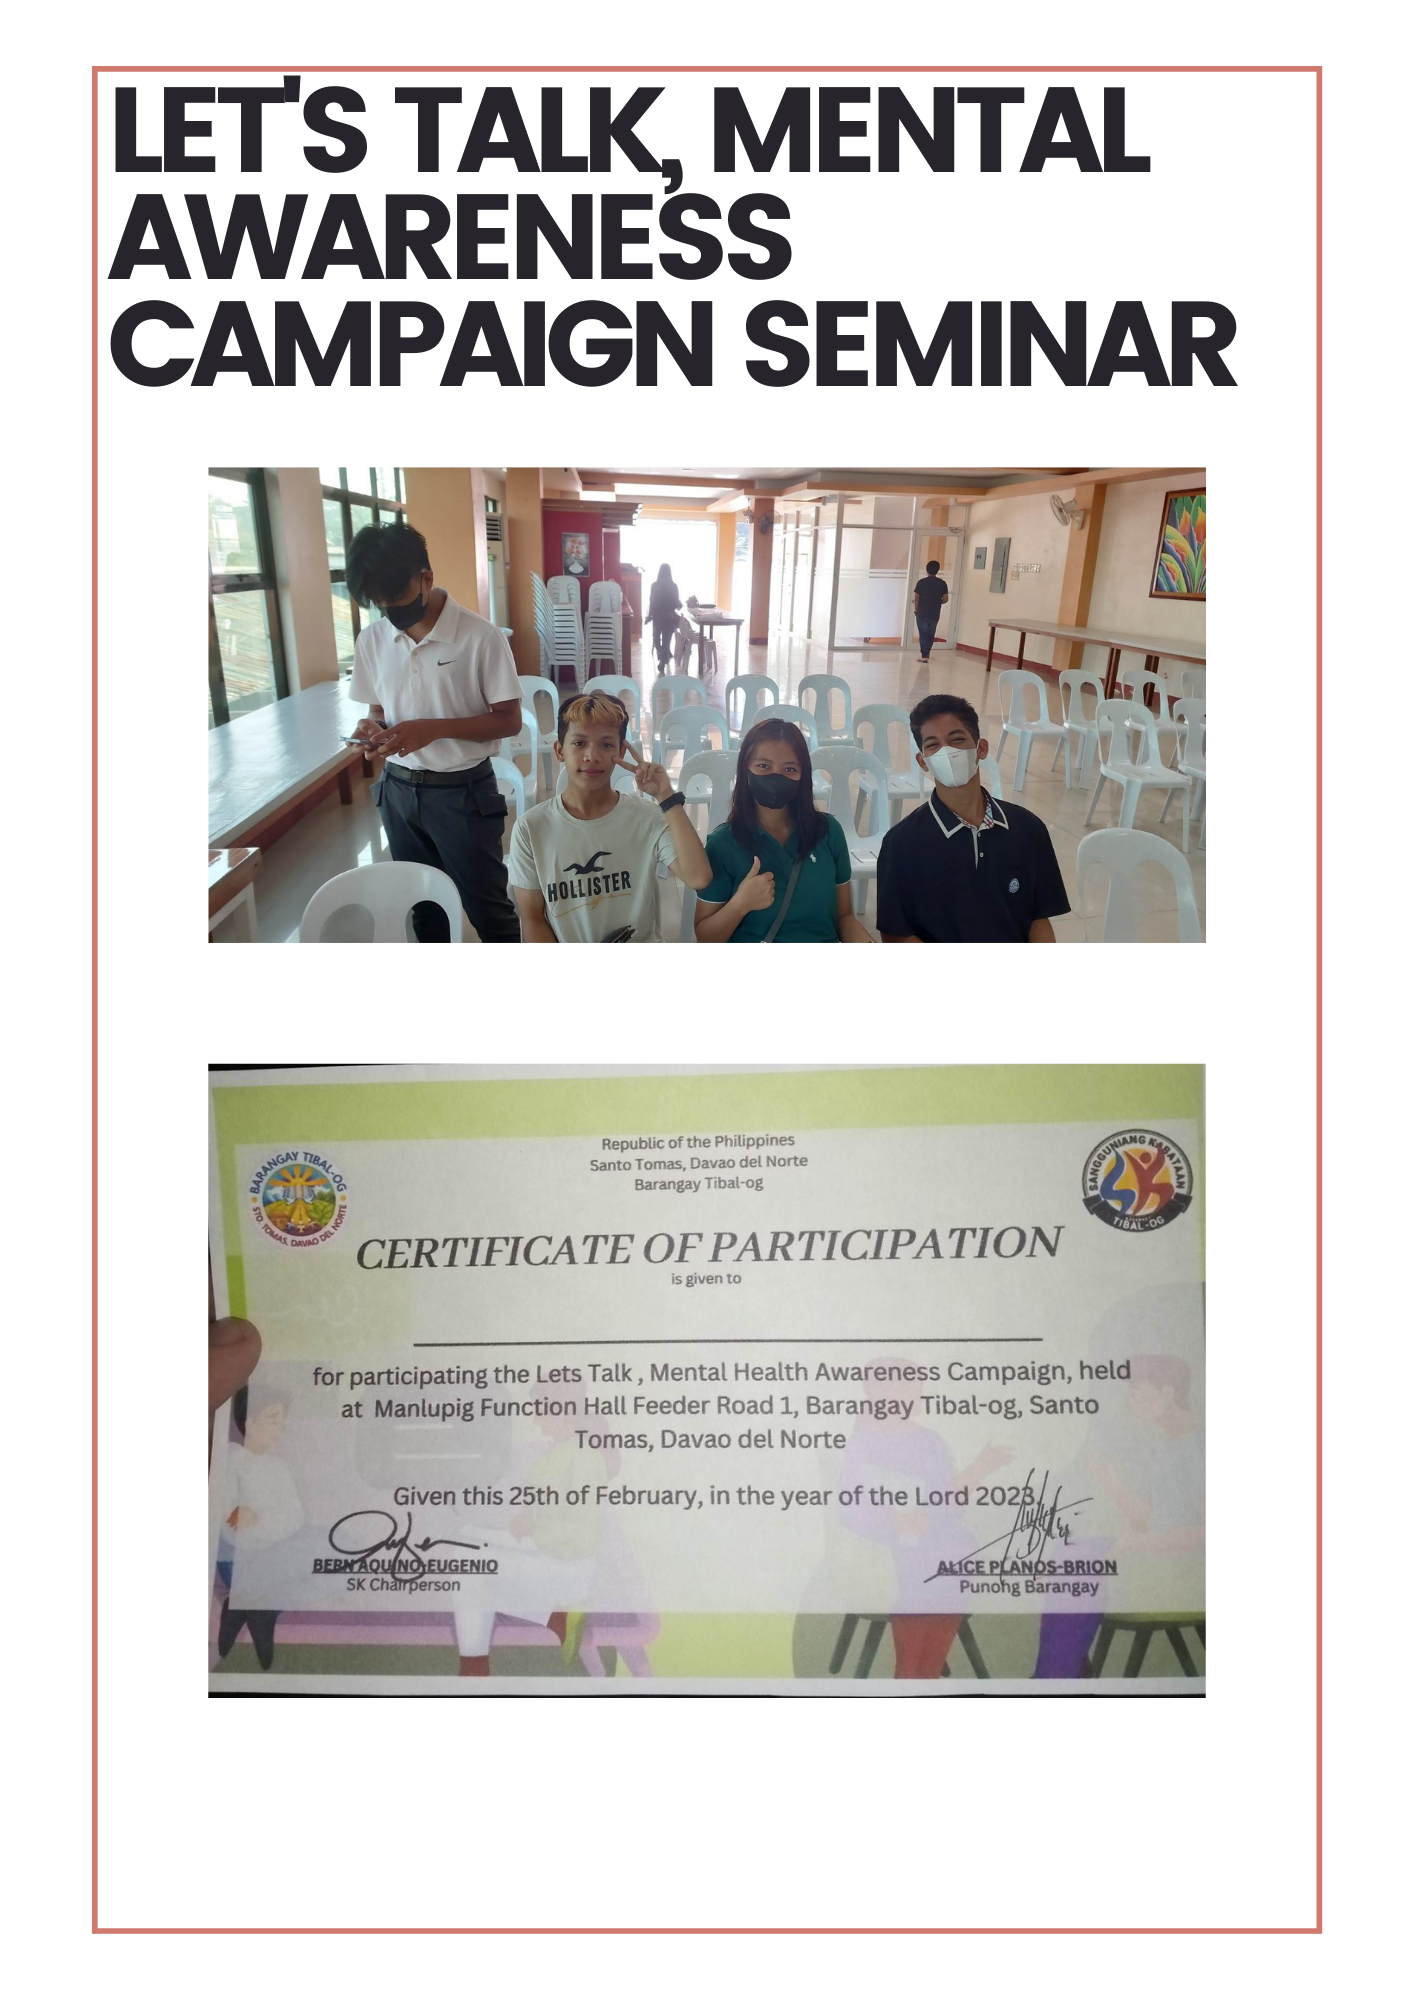 LET'S TALK, MENTAL
AWARENESS
CAMPAIGN SEMINAR
HOLLISTER
Republic of the Philippines
Santo Tomas, Davao del Norte
Barangay Tibal-og
BARANGAY TIBAL-OG
STO. TOMAS, DAVAO DEL NORTE
SANGGUNIANG KABATAAN
TIBAL-OG
CERTIFICATE OF PARTICIPATION
is given to
for participating the Lets Talk , Mental Health Awareness Campaign, held
at Manlupig Function Hall Feeder Road 1, Barangay Tibal-og, Santo
Tomas, Davao del Norte
Given this 25th of February, in the year of the Lord 2023.
BEBN AQUINO-EUGENIO
SK Chairperson
ALICE PLANOS-BRION
Punong Barangay